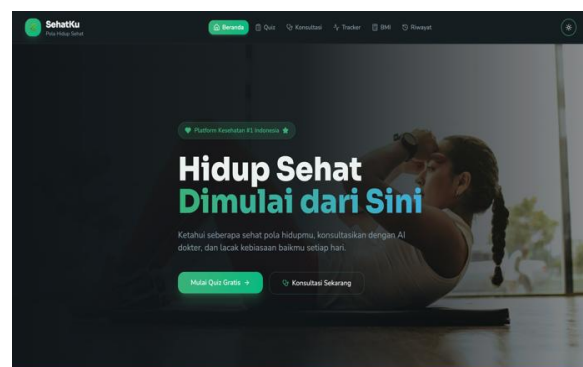 SehatKu
Pola Hidup Sehat
Beranda
Quiz
Konsultasi
Tracker
BMI
Riwayat
Platform Kesehatan #1 Indonesia
Hidup Sehat
Dimulai dari Sini
Ketahui seberapa sehat pola hidupmu, konsultasikan dengan AI
dokter, dan lacak kebiasaan baikmu setiap hari.
Mulai Quiz Gratis →
Konsultasi Sekarang